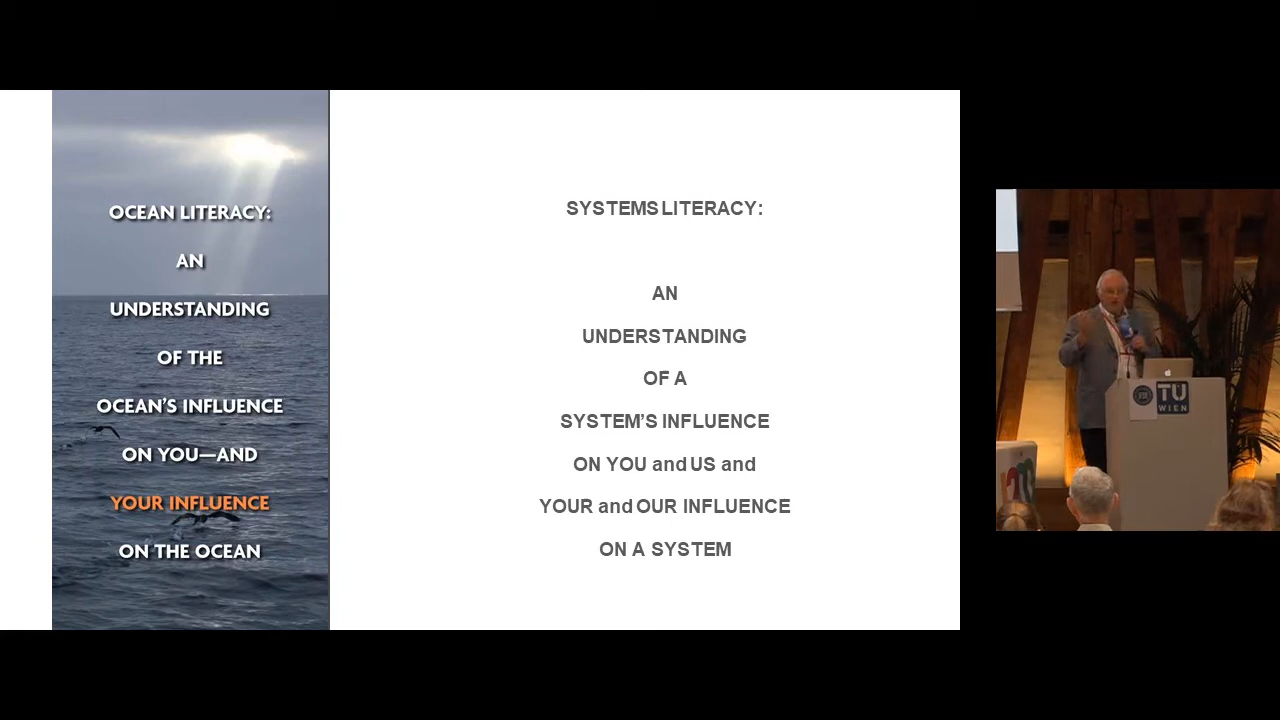 OCEAN LITERACY:
AN
UNDERSTANDING
OF THE
OCEAN'S INFLUENCE
ON YOU—AND
YOUR INFLUENCE
ON THE OCEAN
SYSTEMS LITERACY:
AN
UNDERSTANDING
OF A
SYSTEM'S INFLUENCE
ON YOU and US and
YOUR and OUR INFLUENCE
ON A SYSTEM
TU
WIEN